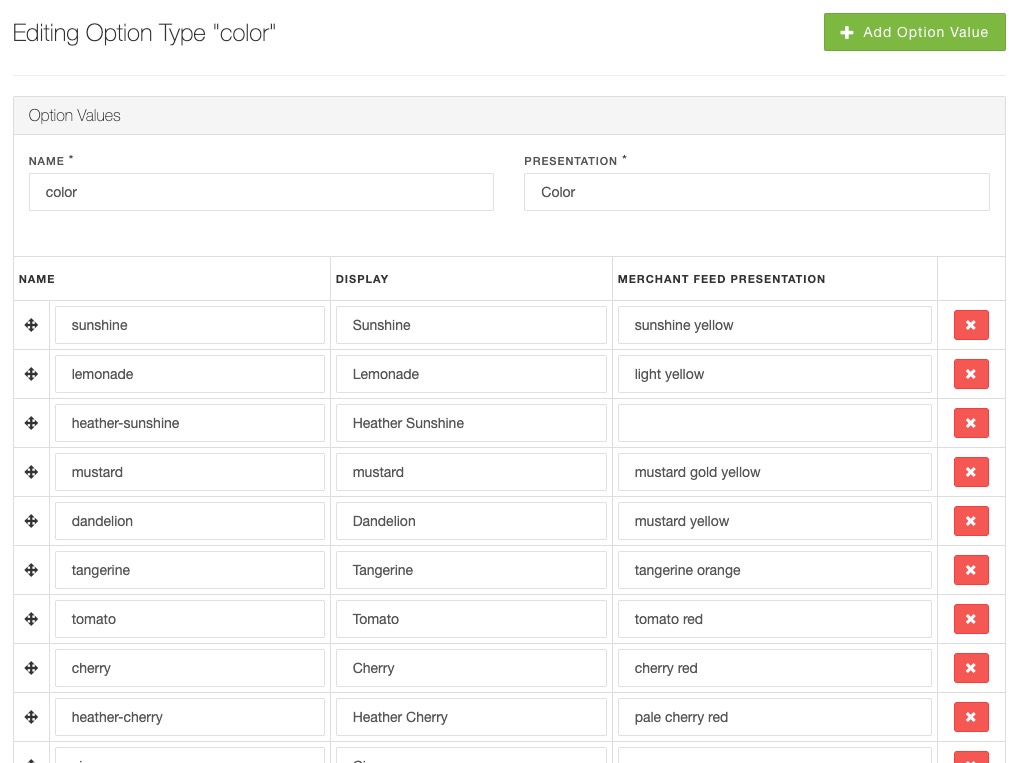 Editing Option Type "color"
Add Option Value
Option Values
NAME *
PRESENTATION *
color
Color
NAME DISPLAY MERCHANT FEED PRESENTATION
sunshine Sunshine sunshine yellow
lemonade Lemonade light yellow
heather-sunshine Heather Sunshine
mustard mustard mustard gold yellow
dandelion Dandelion mustard yellow
tangerine Tangerine tangerine orange
tomato Tomato tomato red
cherry Cherry cherry red
heather-cherry Heather Cherry pale cherry red